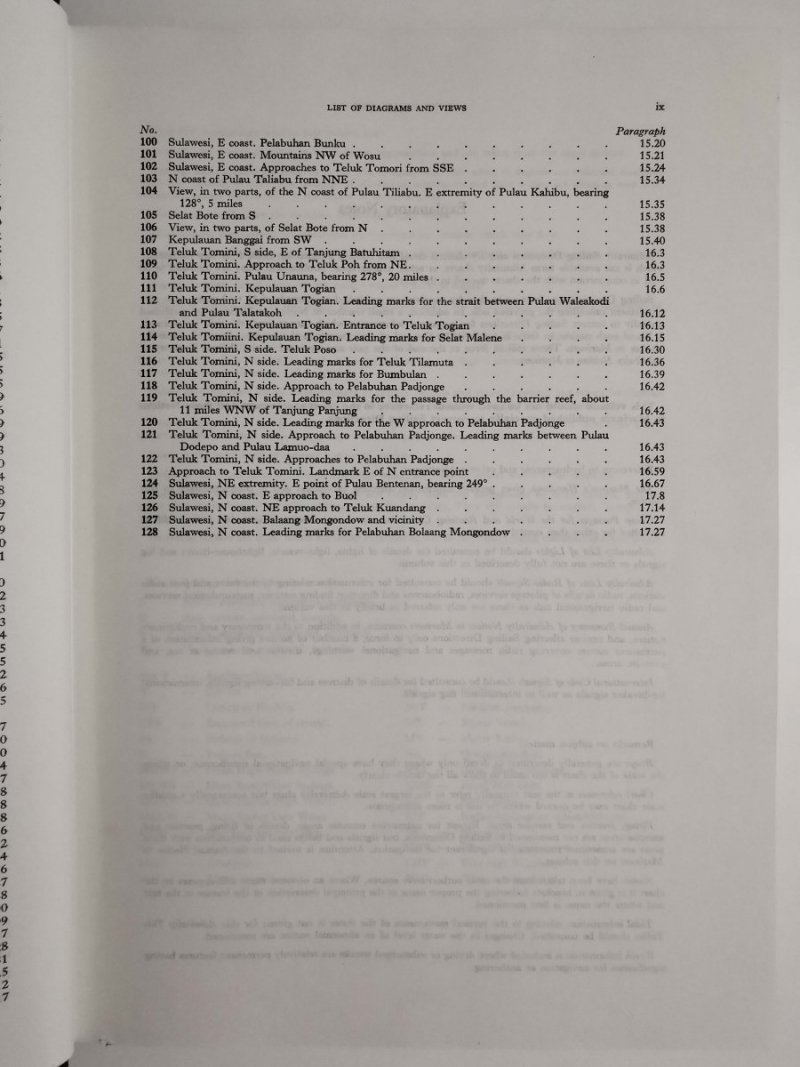 LIST OF DIAGRAMS AND VIEWS ix
No. Paragraph
100 Sulawesi, E coast. Pelabuhan Bunku . . . . . . . . . . 15.20
101 Sulawesi, E coast. Mountains NW of Wosu . . . . . . . . 15.21
102 Sulawesi, E coast. Approaches to Teluk Tomori from SSE . . . . . . 15.24
103 N coast of Pulau Taliabu from NNE . . . . . . . . . . 15.34
104 View, in two parts, of the N coast of Pulau Tiliabu. E extremity of Pulau Kahibu, bearing
128°, 5 miles . . . . . . . . . . . . . 15.35
105 Selat Bote from S . . . . . . . . . . . . . 15.38
106 View, in two parts, of Selat Bote from N . . . . . . . . . 15.38
107 Kepulauan Banggai from SW . . . . . . . . . . . 15.40
108 Teluk Tomini, S side, E of Tanjung Batuhitam . . . . . . . . 16.3
109 Teluk Tomini. Approach to Teluk Poh from NE . . . . . . . . 16.3
110 Teluk Tomini. Pulau Unauna, bearing 278°, 20 miles . . . . . . . 16.5
111 Teluk Tomini. Kepulauan Togian . . . . . . . . . . 16.6
112 Teluk Tomini. Kepulauan Togian. Leading marks for the strait between Pulau Waleakodi
and Pulau Talatakoh . . . . . . . . . . . . 16.12
113 Teluk Tomini. Kepulauan Togian. Entrance to Teluk Togian . . . . . 16.13
114 Teluk Tomiini. Kepulauan Togian. Leading marks for Selat Malene . . . . 16.15
115 Teluk Tomini, S side. Teluk Poso . . . . . . . . . . 16.30
116 Teluk Tomini, N side. Leading marks for Teluk Tilamuta . . . . . . 16.36
117 Teluk Tomini, N side. Leading marks for Bumbulan . . . . . . . 16.39
118 Teluk Tomini, N side. Approach to Pelabuhan Padjonge . . . . . . 16.42
119 Teluk Tomini, N side. Leading marks for the passage through the barrier reef, about
11 miles WNW of Tanjung Panjung . . . . . . . . . 16.42
120 Teluk Tomini, N side. Leading marks for the W approach to Pelabuhan Padjonge . 16.43
121 Teluk Tomini, N side. Approach to Pelabuhan Padjonge. Leading marks between Pulau
Dodepo and Pulau Lamuo-daa . . . . . . . . . . 16.43
122 Teluk Tomini, N side. Approaches to Pelabuhan Padjonge . . . . . . 16.43
123 Approach to Teluk Tomini. Landmark E of N entrance point . . . . . 16.59
124 Sulawesi, NE extremity. E point of Pulau Bentenan, bearing 249° . . . . . 16.67
125 Sulawesi, N coast. E approach to Buol . . . . . . . . . 17.8
126 Sulawesi, N coast. NE approach to Teluk Kuandang . . . . . . . 17.14
127 Sulawesi, N coast. Balaang Mongondow and vicinity . . . . . . . 17.27
128 Sulawesi, N coast. Leading marks for Pelabuhan Bolaang Mongondow . . . . 17.27